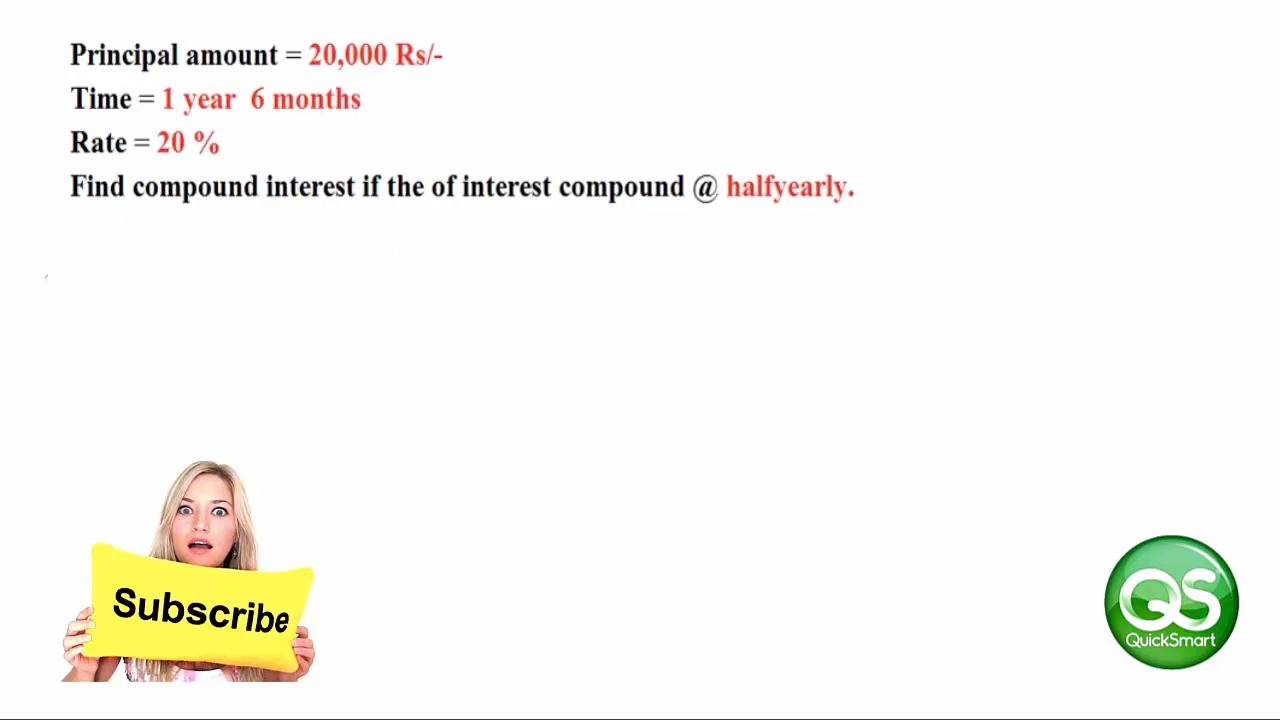 Principal amount = 20,000 Rs/-
Time = 1 year 6 months
Rate = 20 %
Find compound interest if the of interest compound @ halfyearly.
Subscribe
QS
QuickSmart